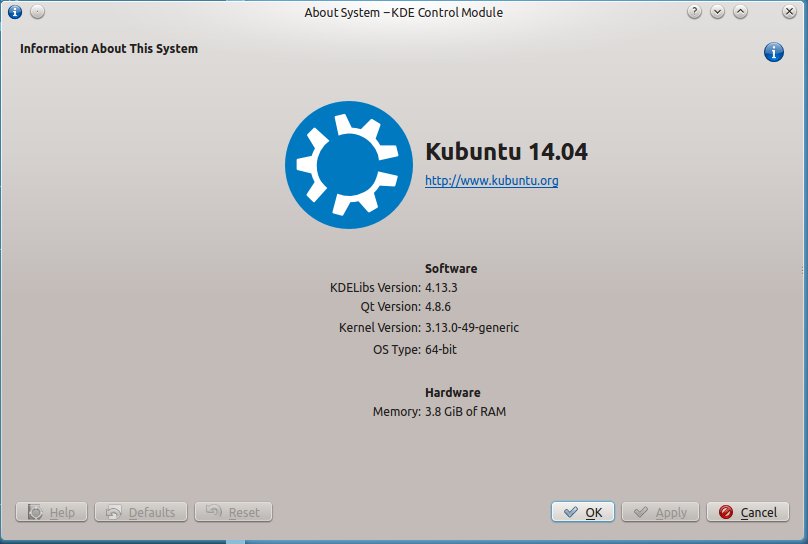 About System – KDE Control Module
Information About This System
Kubuntu 14.04
http://www.kubuntu.org
Software
KDELibs Version: 4.13.3
Qt Version: 4.8.6
Kernel Version: 3.13.0-49-generic
OS Type: 64-bit
Hardware
Memory: 3.8 GiB of RAM
Help Defaults Reset OK Apply Cancel